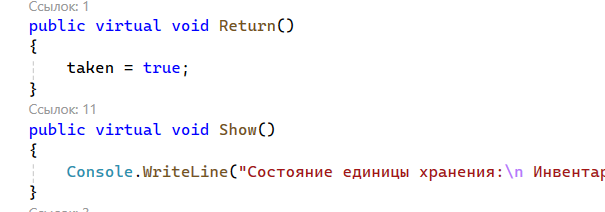 Ссылок: 1
public virtual void Return()
{
taken = true;
}
Ссылок: 11
public virtual void Show()
{
Console.WriteLine("Состояние единицы хранения:\n
}